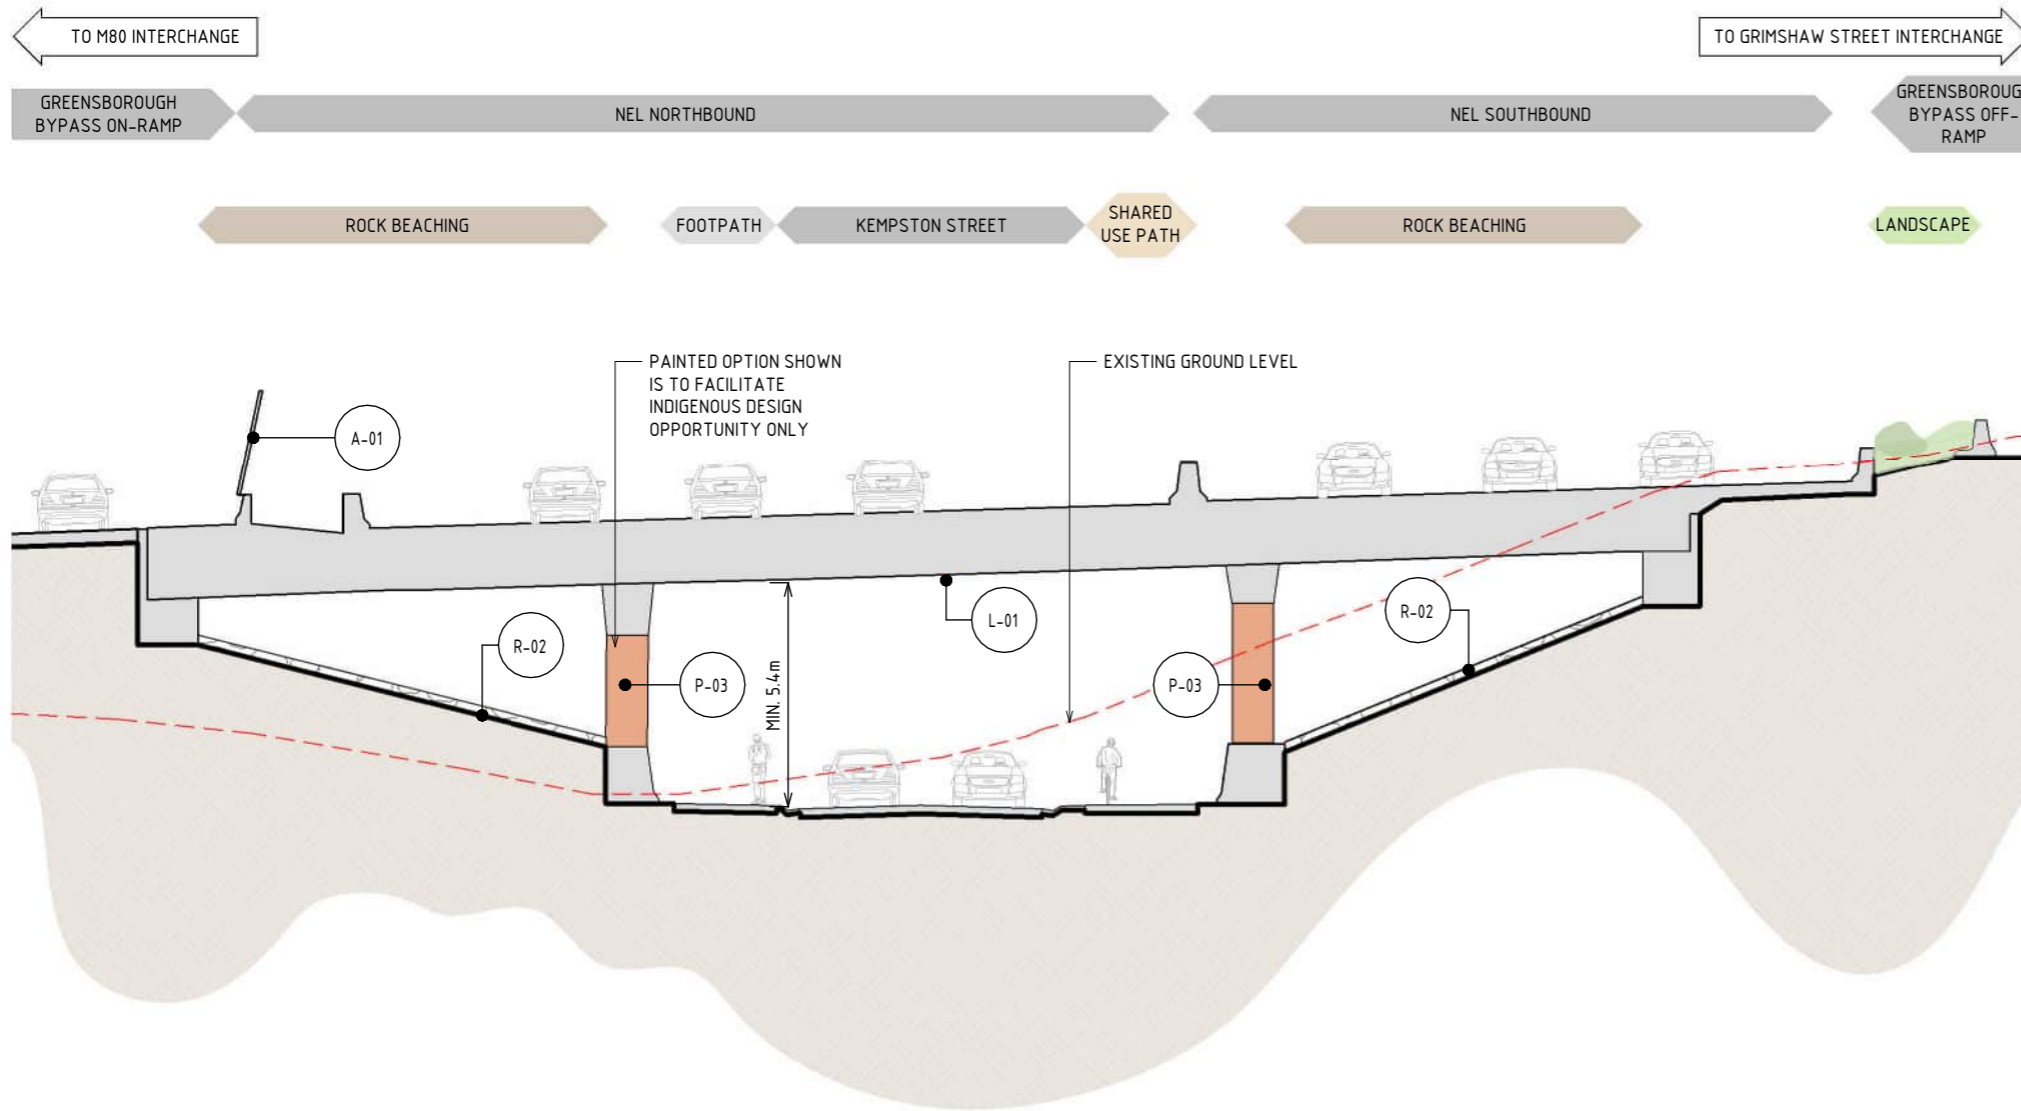 TO M80 INTERCHANGE
TO GRIMSHAW STREET INTERCHANGE
GREENSBOROUGH
BYPASS ON-RAMP
NEL NORTHBOUND
NEL SOUTHBOUND
GREENSBOROUG
BYPASS OFF-
RAMP
ROCK BEACHING
FOOTPATH
KEMPSTON STREET
SHARED
USE PATH
ROCK BEACHING
LANDSCAPE
PAINTED OPTION SHOWN
IS TO FACILITATE
INDIGENOUS DESIGN
OPPORTUNITY ONLY
EXISTING GROUND LEVEL
A-01
R-02
P-03
MIN. 5.4m
L-01
P-03
R-02